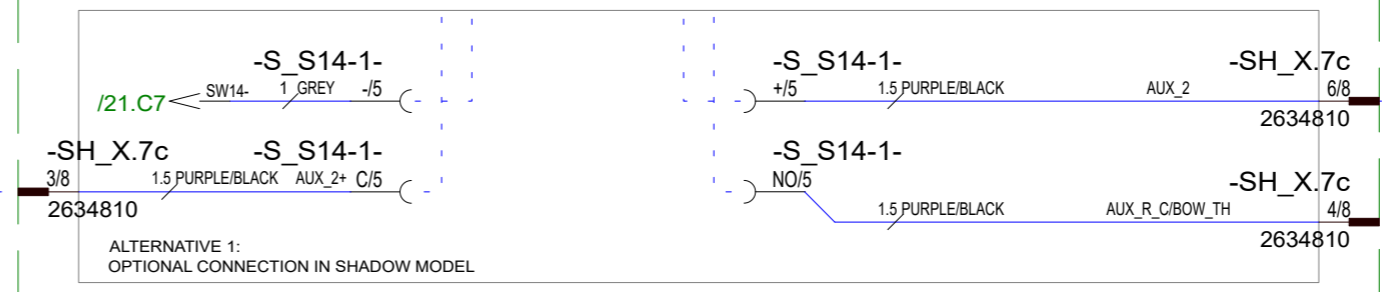 -S_S14-1-
/21.C7 SW14- 1 GREY -/5
-SH_X.7c -S_S14-1-
3/8 1.5 PURPLE/BLACK AUX_2+ C/5
2634810
-S_S14-1- -SH_X.7c
+/5 1.5 PURPLE/BLACK AUX_2 6/8
2634810
-S_S14-1-
NO/5 -SH_X.7c
1.5 PURPLE/BLACK AUX_R_C/BOW_TH 4/8
2634810
ALTERNATIVE 1:
OPTIONAL CONNECTION IN SHADOW MODEL